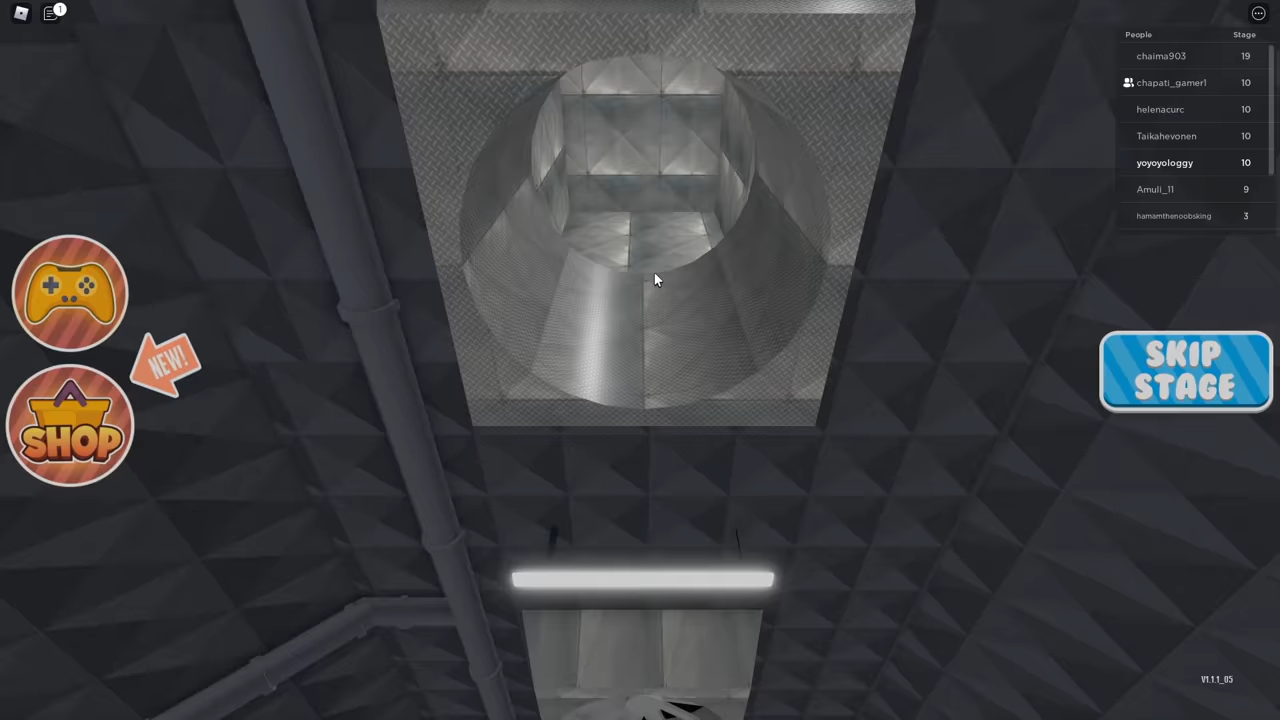 1
People Stage
chaima903 19
chapati_gamer1 10
helenacurc 10
Taikahevonen 10
yoyoyologgy 10
Amuli_11 9
hamamthenoobsking 3
NEW!
SHOP
SKIP
STAGE
V1.1.1_05